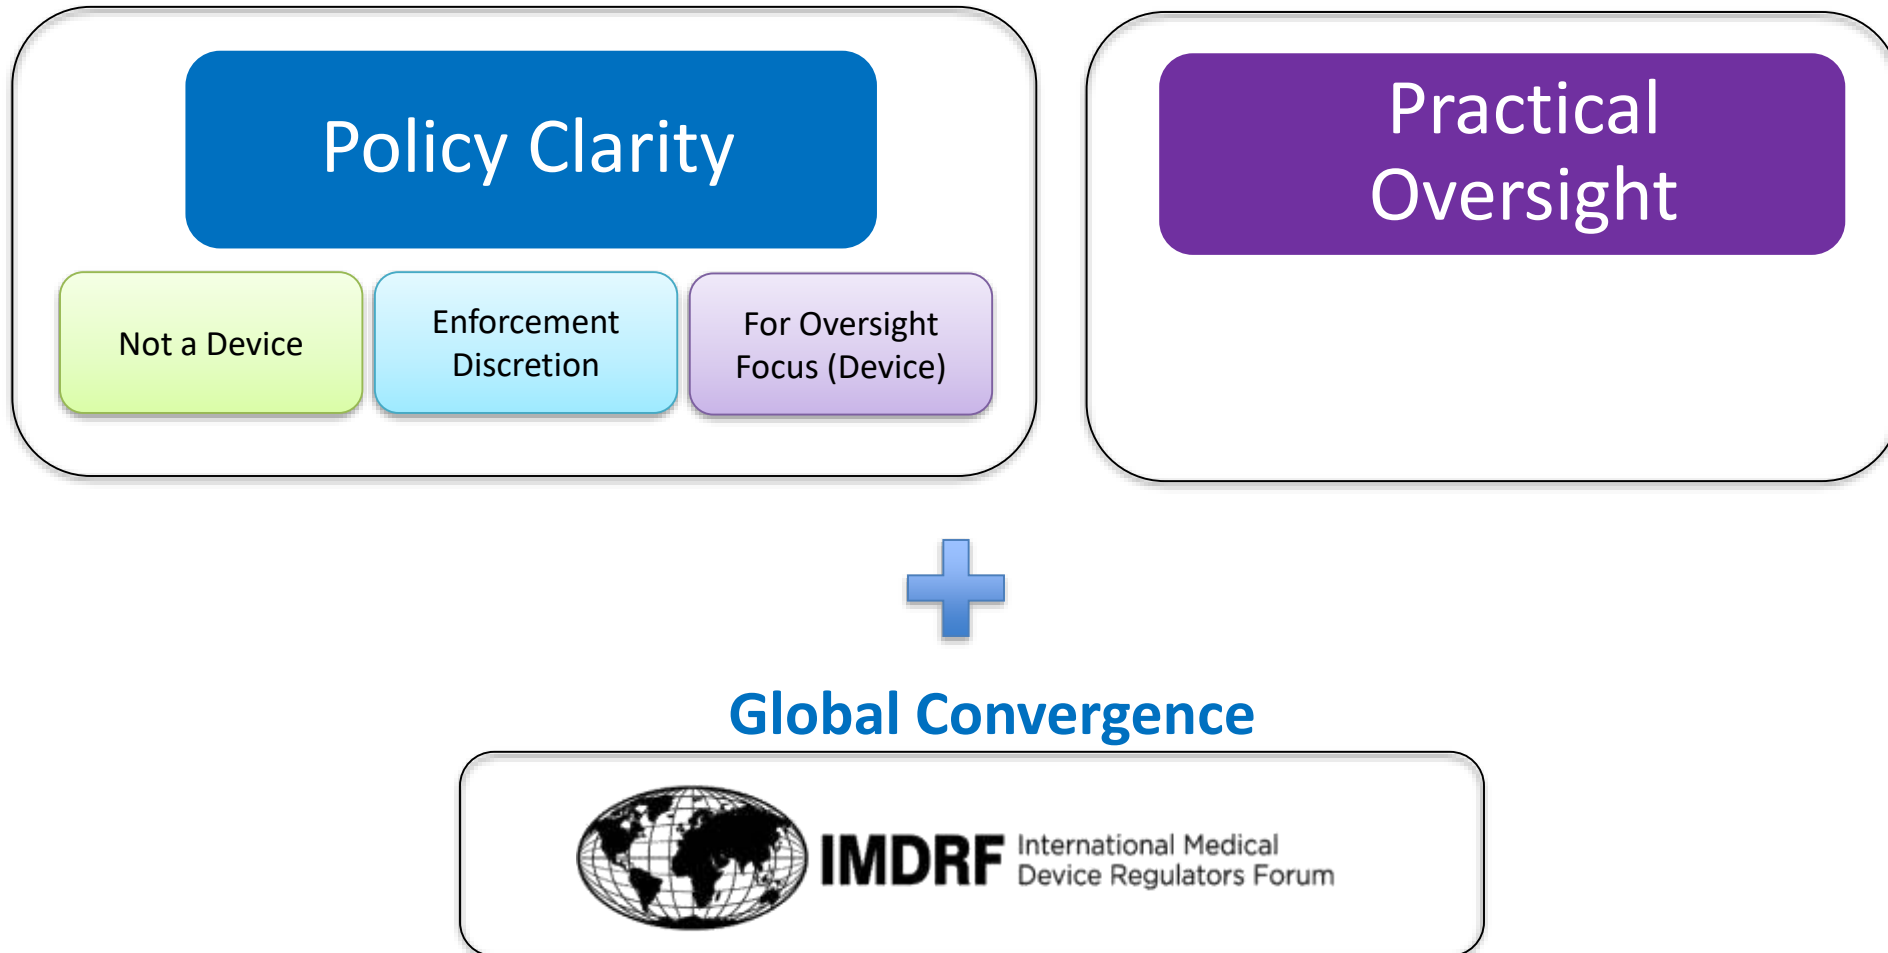 Policy Clarity
Not a Device
Enforcement
Discretion
For Oversight
Focus (Device)
Practical
Oversight
Global Convergence
IMDRF
International Medical
Device Regulators Forum